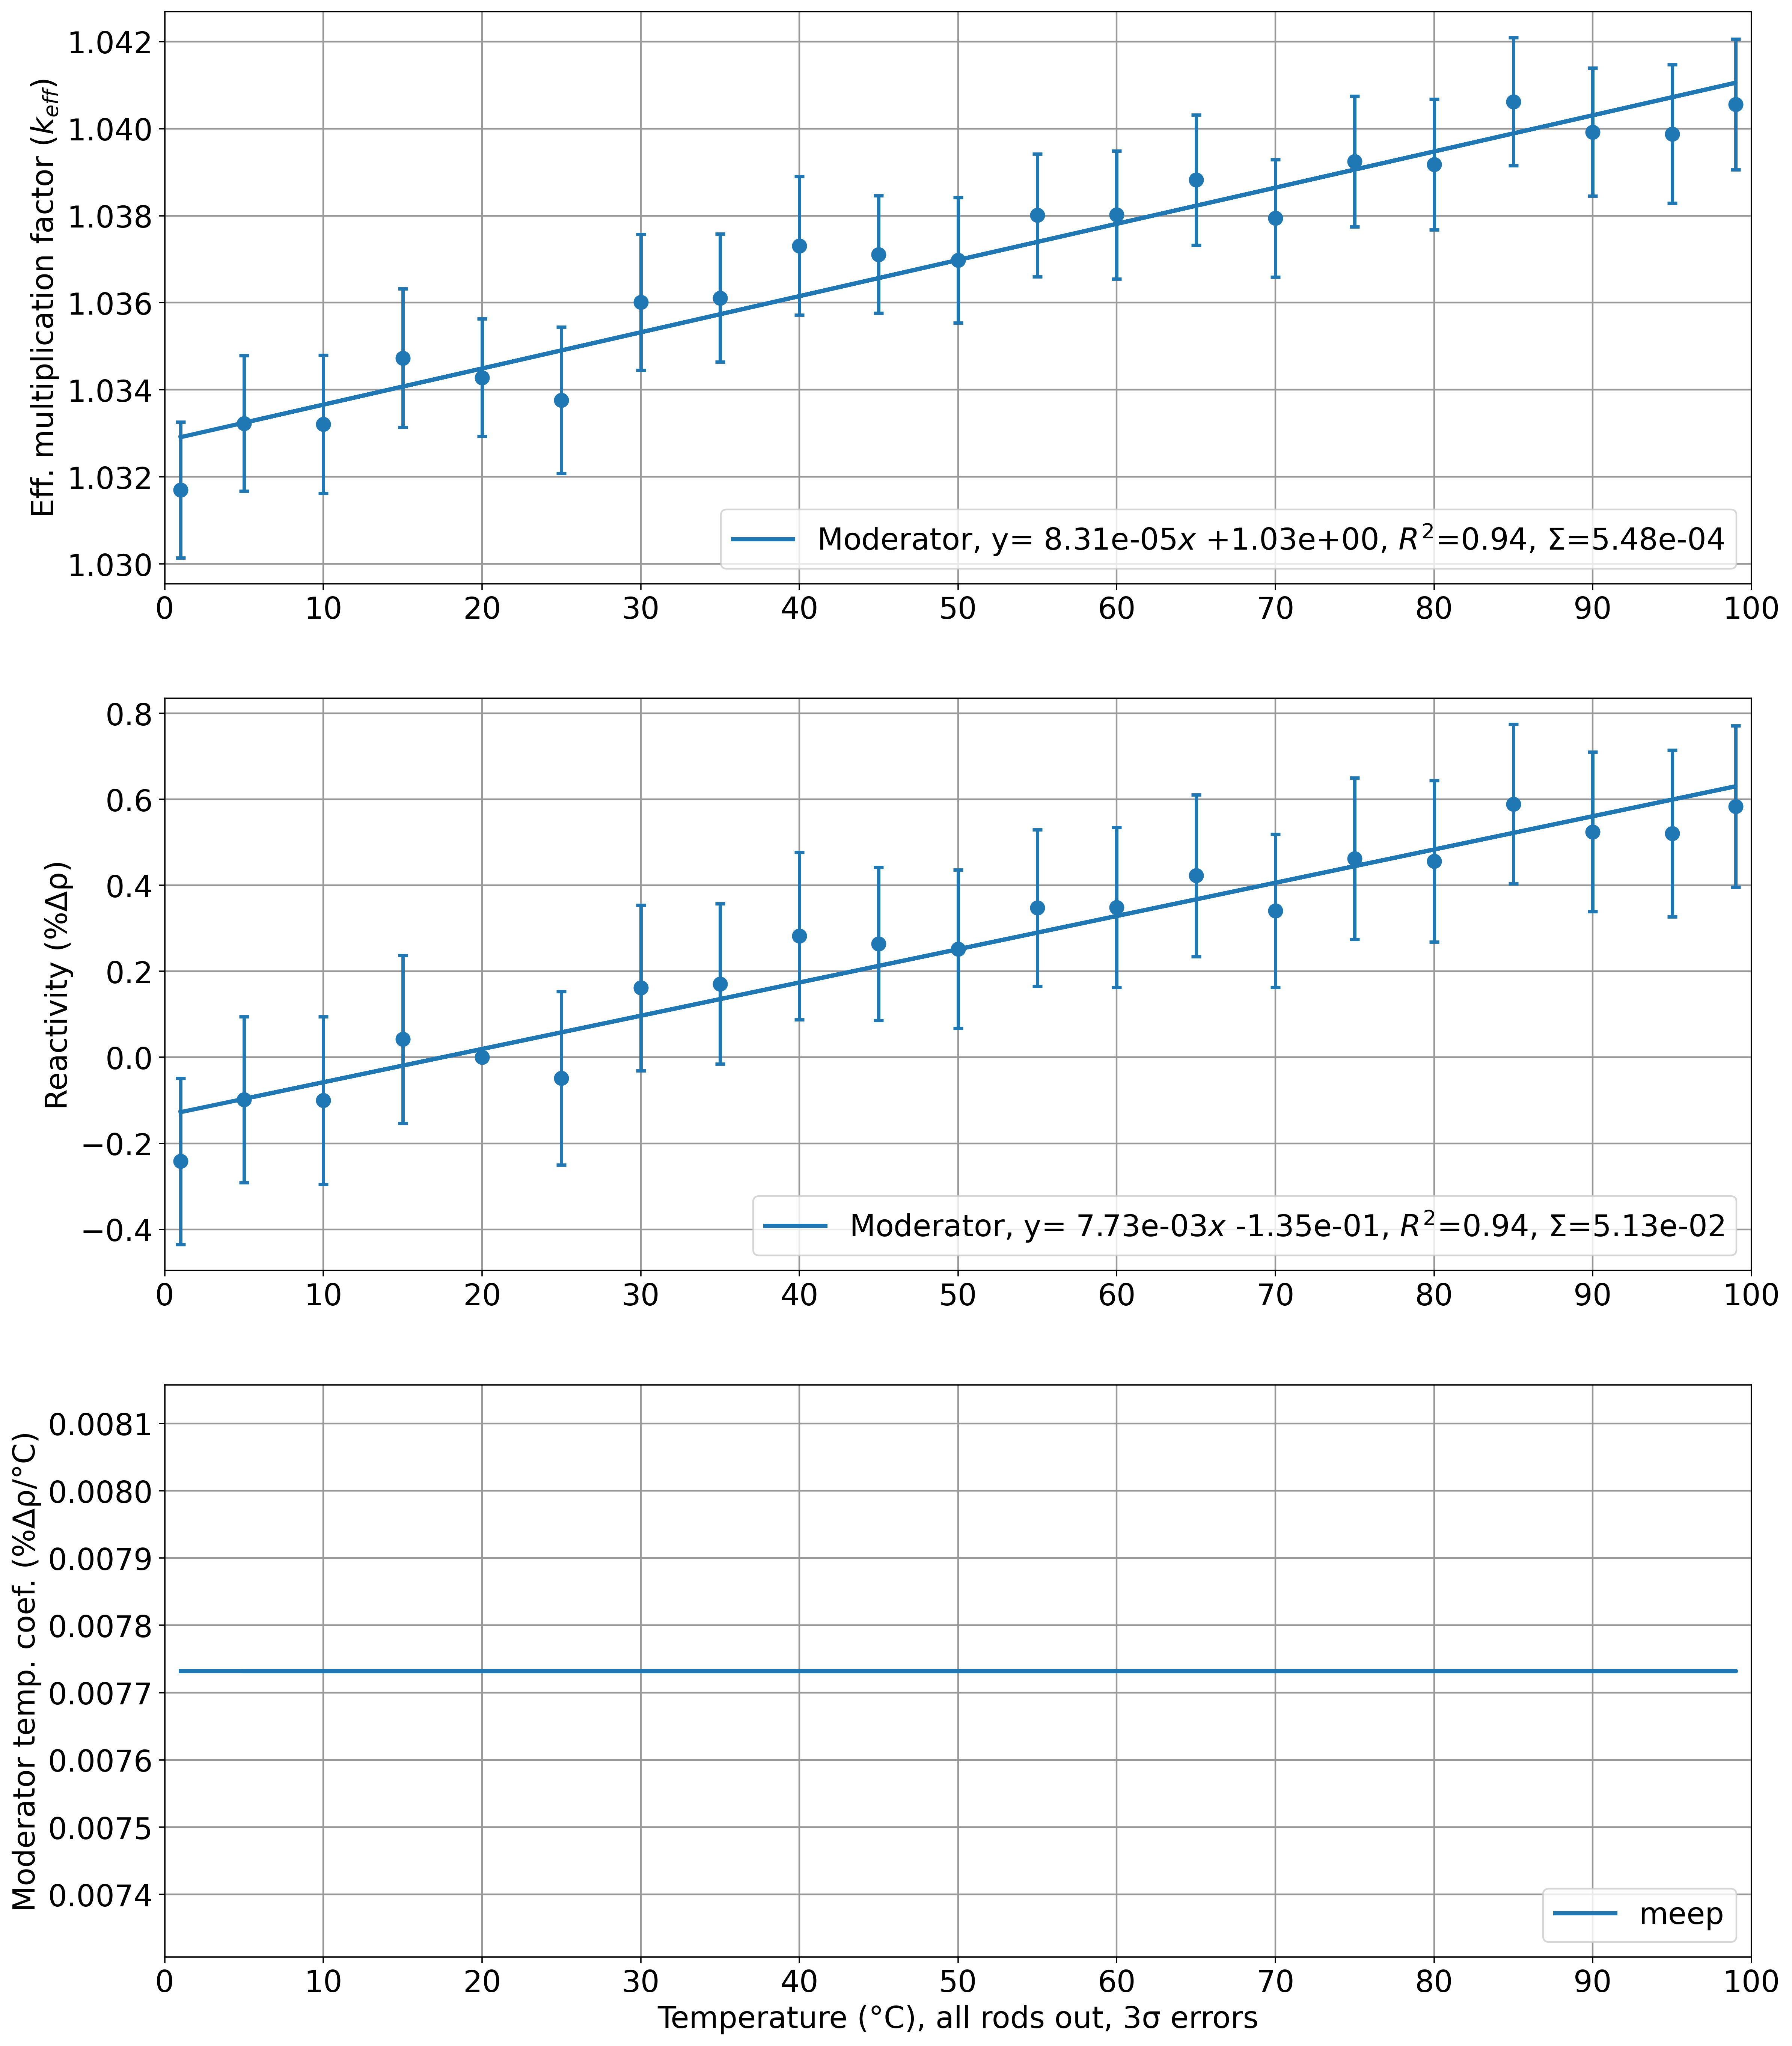 Eff. multiplication factor (k_eff)
1.042
1.040
1.038
1.036
1.034
1.032
1.030
Moderator, y= 8.31e-05x +1.03e+00, R²=0.94, Σ=5.48e-04
0 10 20 30 40 50 60 70 80 90 100
Reactivity (%Δρ)
0.8
0.6
0.4
0.2
0.0
−0.2
−0.4
Moderator, y= 7.73e-03x -1.35e-01, R²=0.94, Σ=5.13e-02
0 10 20 30 40 50 60 70 80 90 100
Moderator temp. coef. (%Δρ/°C)
0.0081
0.0080
0.0079
0.0078
0.0077
0.0076
0.0075
0.0074
meep
0 10 20 30 40 50 60 70 80 90 100
Temperature (°C), all rods out, 3σ errors